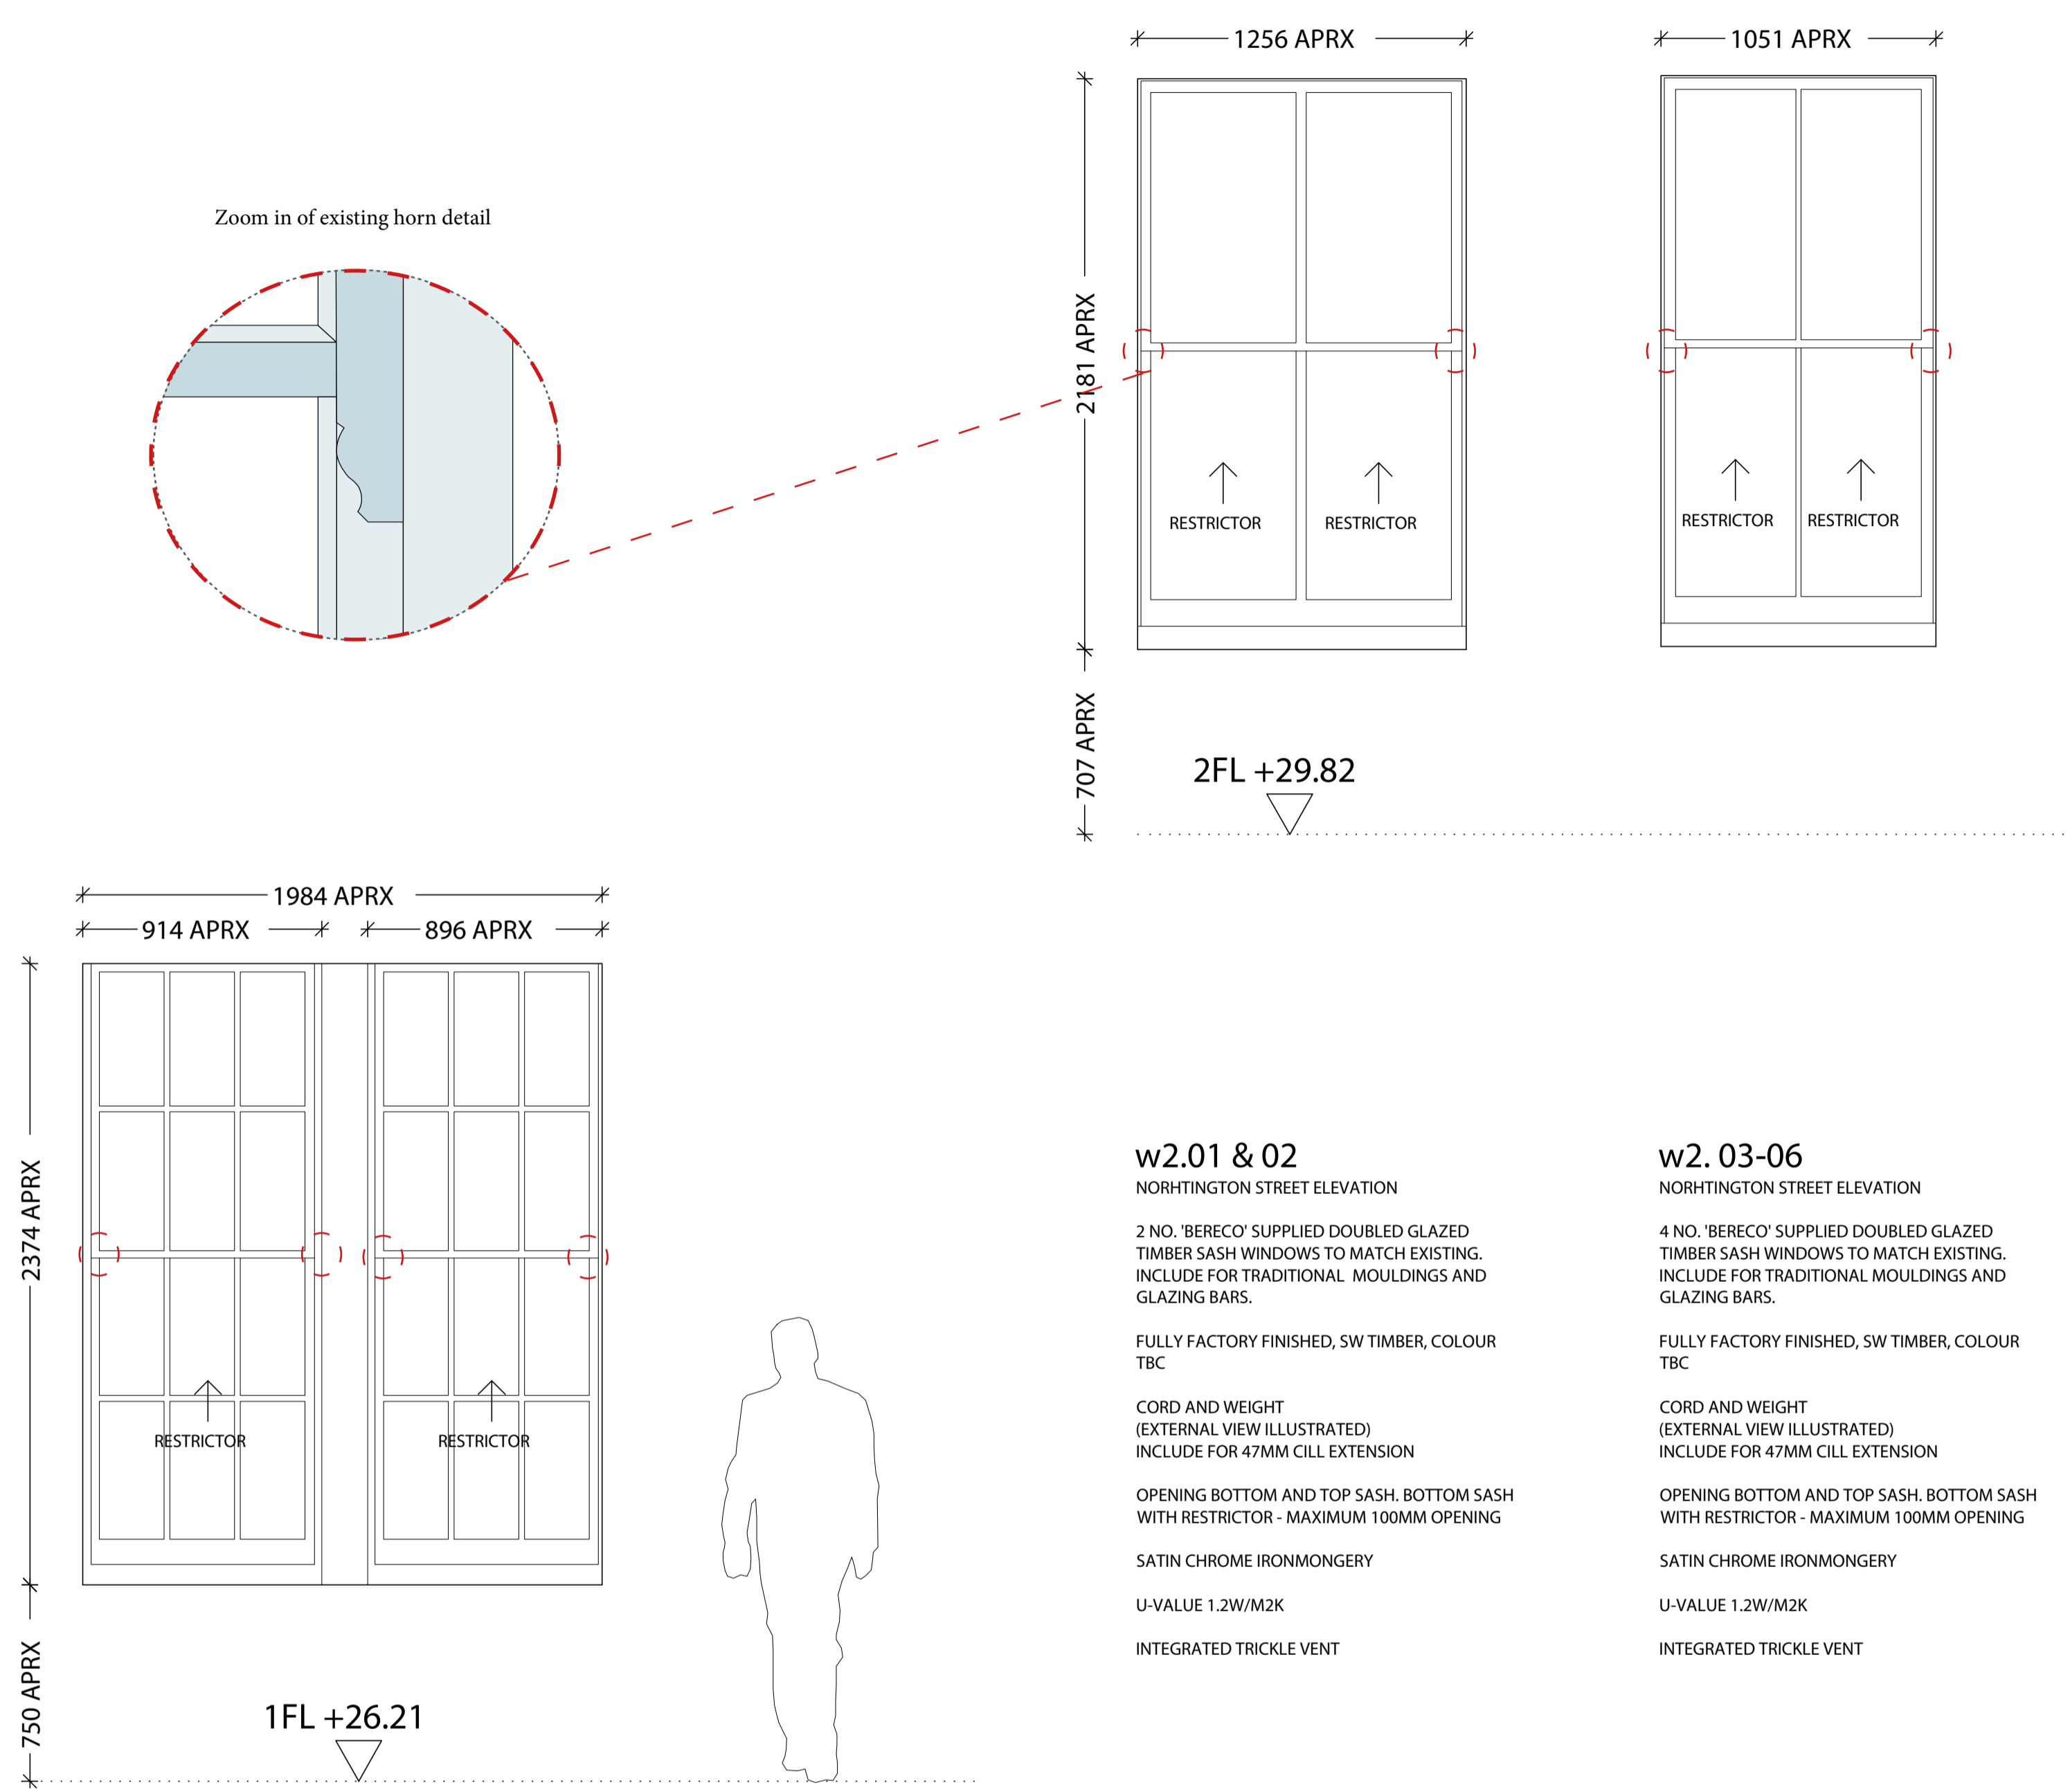 1256 APRX
1051 APRX
Zoom in of existing horn detail
2181 APRX
RESTRICTOR
RESTRICTOR
RESTRICTOR
RESTRICTOR
707 APRX
2FL +29.82
1984 APRX
914 APRX
896 APRX
2374 APRX
RESTRICTOR
RESTRICTOR
750 APRX
1FL +26.21
w2.01 & 02
NORHTINGTON STREET ELEVATION
2 NO. 'BERECO' SUPPLIED DOUBLED GLAZED
TIMBER SASH WINDOWS TO MATCH EXISTING.
INCLUDE FOR TRADITIONAL MOULDINGS AND
GLAZING BARS.
FULLY FACTORY FINISHED, SW TIMBER, COLOUR
TBC
CORD AND WEIGHT
(EXTERNAL VIEW ILLUSTRATED)
INCLUDE FOR 47MM CILL EXTENSION
OPENING BOTTOM AND TOP SASH. BOTTOM SASH
WITH RESTRICTOR - MAXIMUM 100MM OPENING
SATIN CHROME IRONMONGERY
U-VALUE 1.2W/M2K
INTEGRATED TRICKLE VENT
w2. 03-06
NORHTINGTON STREET ELEVATION
4 NO. 'BERECO' SUPPLIED DOUBLED GLAZED
TIMBER SASH WINDOWS TO MATCH EXISTING.
INCLUDE FOR TRADITIONAL MOULDINGS AND
GLAZING BARS.
FULLY FACTORY FINISHED, SW TIMBER, COLOUR
TBC
CORD AND WEIGHT
(EXTERNAL VIEW ILLUSTRATED)
INCLUDE FOR 47MM CILL EXTENSION
OPENING BOTTOM AND TOP SASH. BOTTOM SASH
WITH RESTRICTOR - MAXIMUM 100MM OPENING
SATIN CHROME IRONMONGERY
U-VALUE 1.2W/M2K
INTEGRATED TRICKLE VENT